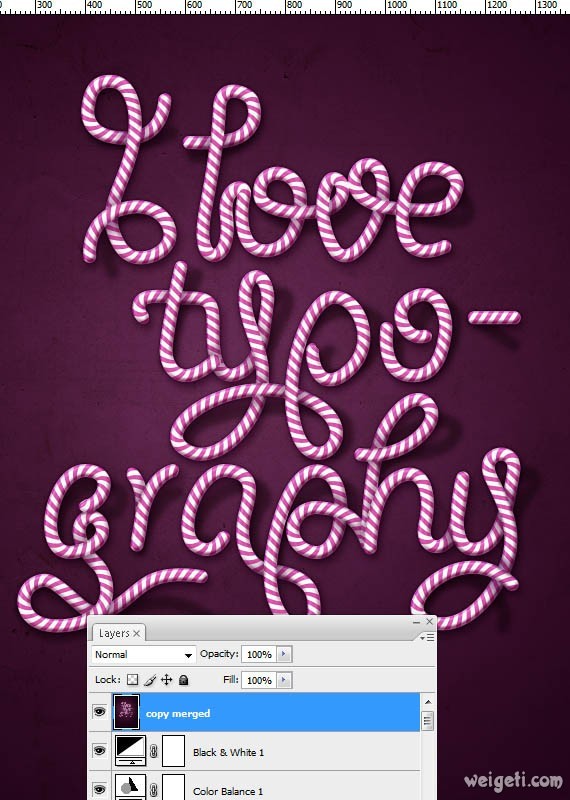 300 400 500 600 700 800 900 1000 1100 1200 1300
I love
typo-
graphy
Layers
Normal Opacity: 100%
Lock: Fill: 100%
copy merged
Black & White 1
Color Balance 1
weigeti.com